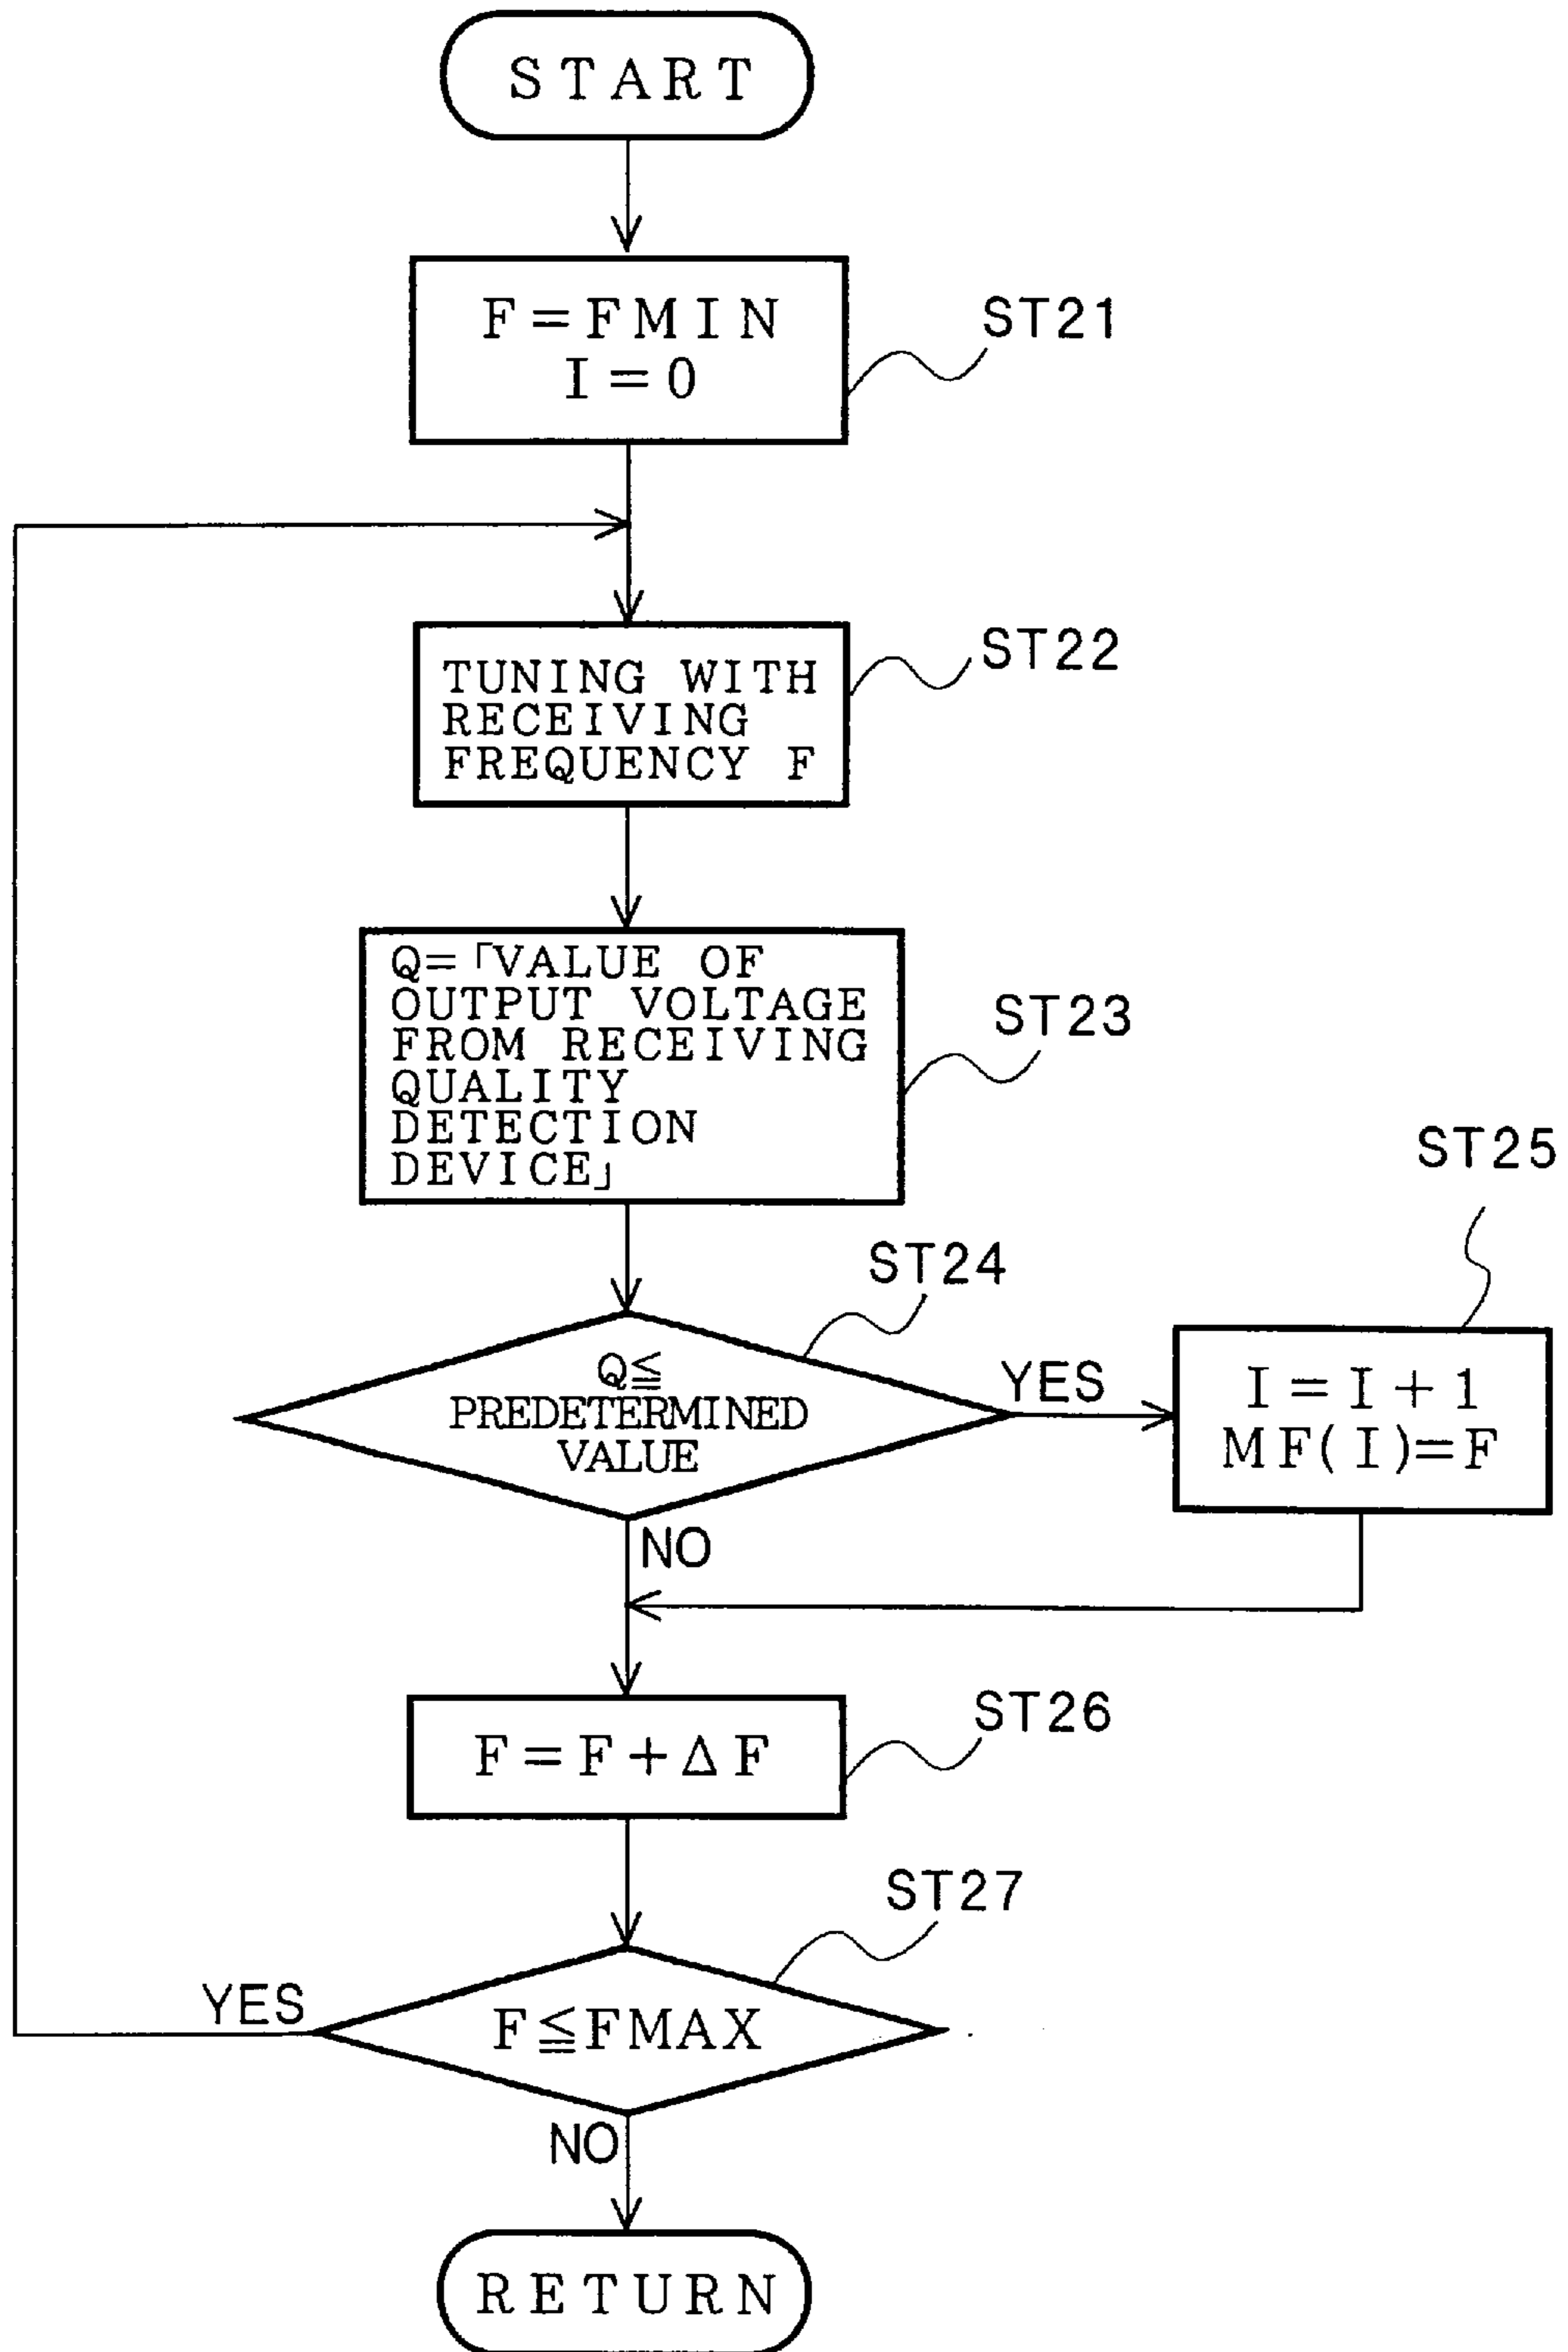 START
F=FMIN
I=0
ST21
TUNING WITH
RECEIVING
FREQUENCY F
ST22
Q=「VALUE OF
OUTPUT VOLTAGE
FROM RECEIVING
QUALITY
DETECTION
DEVICE」
ST23
ST24
Q≦
PREDETERMINED
VALUE
YES
ST25
I=I+1
MF(I)=F
NO
F=F+ΔF
ST26
ST27
YES
F≦FMAX
NO
RETURN